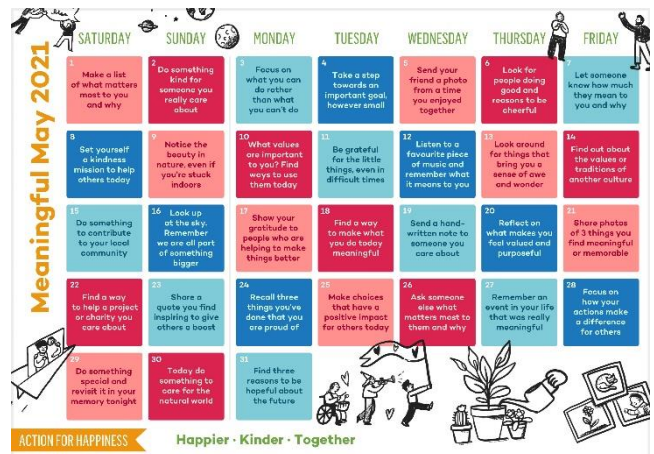 Meaningful May 2021
SATURDAY
SUNDAY
MONDAY
TUESDAY
WEDNESDAY
THURSDAY
FRIDAY
1
Make a list
of what matters
most to you
and why
2
Do something
kind for
someone you
really care
about
3
Focus on
what you can
do rather
than what
you can't do
4
Take a step
towards an
important goal,
however small
5
Send your
friend a photo
from a time
you enjoyed
together
6
Look for
people doing
good and
reasons to be
cheerful
7
Let someone
know how much
they mean to
you and why
8
Set yourself
a kindness
mission to help
others today
9
Notice the
beauty in
nature, even if
you're stuck
indoors
10
What values
are important
to you? Find
ways to use
them today
11
Be grateful
for the little
things, even in
difficult times
12
Listen to a
favourite piece
of music and
remember what
it means to you
13
Look around
for things that
bring you a
sense of awe
and wonder
14
Find out about
the values or
traditions of
another culture
15
Do something
to contribute
to your local
community
16
Look up
at the sky.
Remember
we are all part
of something
bigger
17
Show your
gratitude to
people who are
helping to make
things better
18
Find a way
to make what
you do today
meaningful
19
Send a hand-
written note to
someone you
care about
20
Reflect on
what makes you
feel valued and
purposeful
21
Share photos
of 3 things you
find meaningful
or memorable
22
Find a way
to help a project
or charity you
care about
23
Share a
quote you find
inspiring to give
others a boost
24
Recall three
things you've
done that you
are proud of
25
Make choices
that have a
positive impact
for others today
26
Ask someone
else what
matters most to
them and why
27
Remember an
event in your life
that was really
meaningful
28
Focus on
how your
actions make
a difference
for others
29
Do something
special and
revisit it in your
memory tonight
30
Today do
something to
care for the
natural world
31
Find three
reasons to be
hopeful about
the future
ACTION FOR HAPPINESS
Happier · Kinder · Together